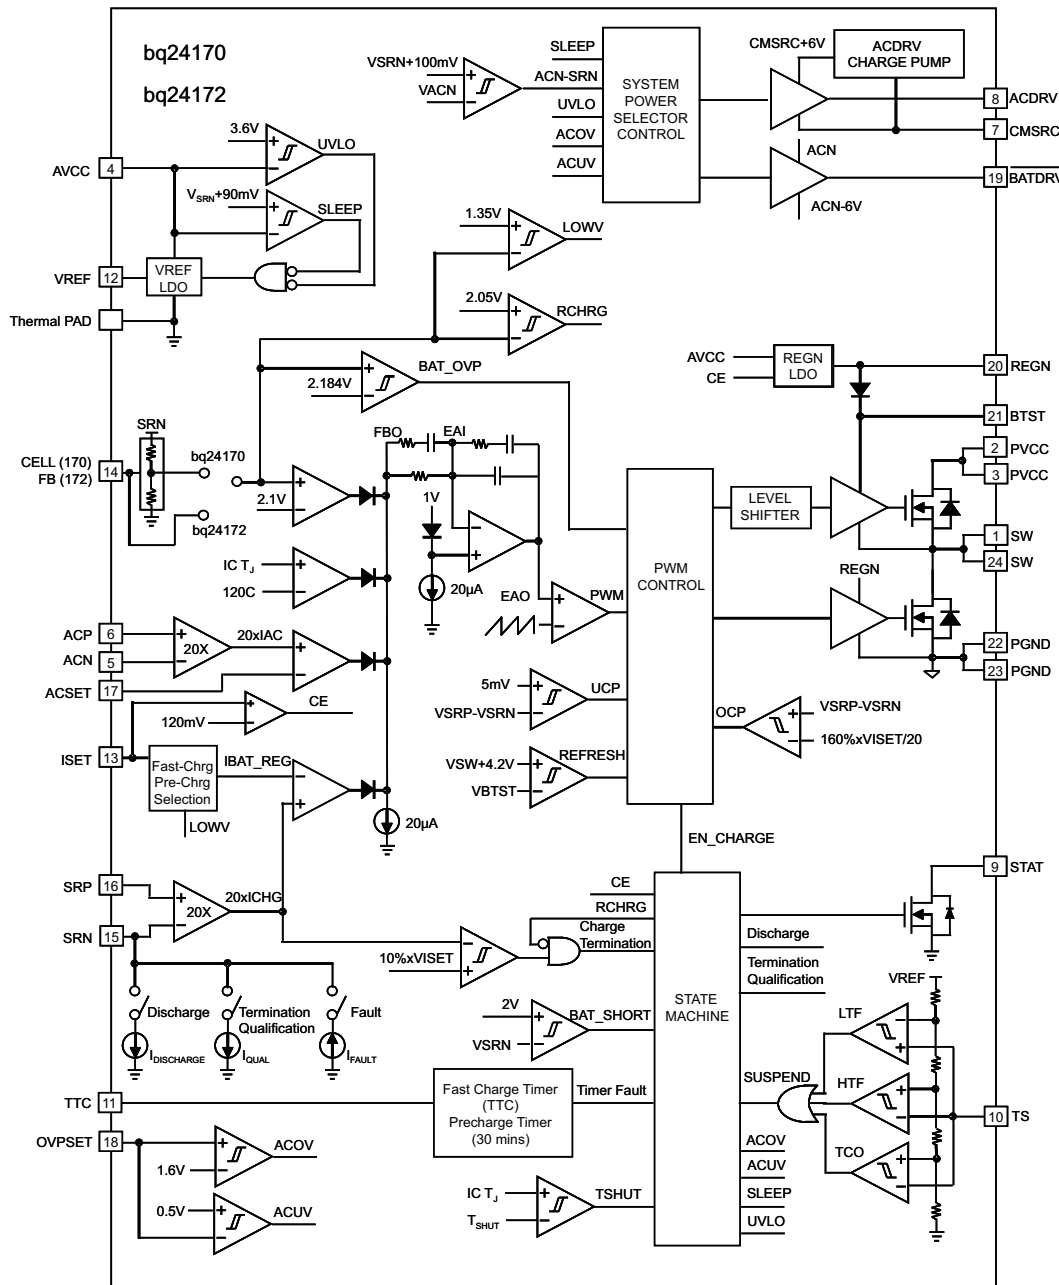 bq24170
bq24172
VSRN+100mV
VACN
SLEEP
ACN-SRN
UVLO
ACOV
ACUV
SYSTEM
POWER
SELECTOR
CONTROL
CMSRC+6V
ACDRV
CHARGE PUMP
8 ACDRV
7 CMSRC
ACN
19 BATDRV
ACN-6V
3.6V
UVLO
AVCC 4
VSRN+90mV
SLEEP
VREF 12
VREF
LDO
Thermal PAD
1.35V
LOWV
2.05V
RCHRG
BAT_OVP
2.184V
AVCC
CE
REGN
LDO
20 REGN
21 BTST
2 PVCC
3 PVCC
1 SW
24 SW
22 PGND
23 PGND
SRN
CELL (170)
FB (172)
14
bq24170
bq24172
2.1V
FBO
EAI
1V
20µA
IC TJ
120C
EAO
PWM
PWM
CONTROL
LEVEL
SHIFTER
REGN
ACP 6
ACN 5
20X
20xIAC
ACSET 17
120mV
CE
ISET 13
Fast-Chrg
Pre-Chrg
Selection
IBAT_REG
LOWV
20µA
5mV
UCP
VSRP-VSRN
VSW+4.2V
REFRESH
VBTST
OCP
VSRP-VSRN
160%xVISET/20
EN_CHARGE
SRP 16
SRN 15
20X
20xICHG
10%xVISET
CE
RCHRG
Charge
Termination
STATE
MACHINE
Discharge
Termination
Qualification
9 STAT
Discharge
Termination
Qualification
Fault
IDISCHARGE
IQUAL
IFAULT
2V
BAT_SHORT
VSRN
VREF
LTF
HTF
TCO
SUSPEND
10 TS
TTC 11
Fast Charge Timer
(TTC)
Precharge Timer
(30 mins)
Timer Fault
OVPSET 18
1.6V
ACOV
0.5V
ACUV
IC TJ
TSHUT
TSHUT
ACOV
ACUV
SLEEP
UVLO